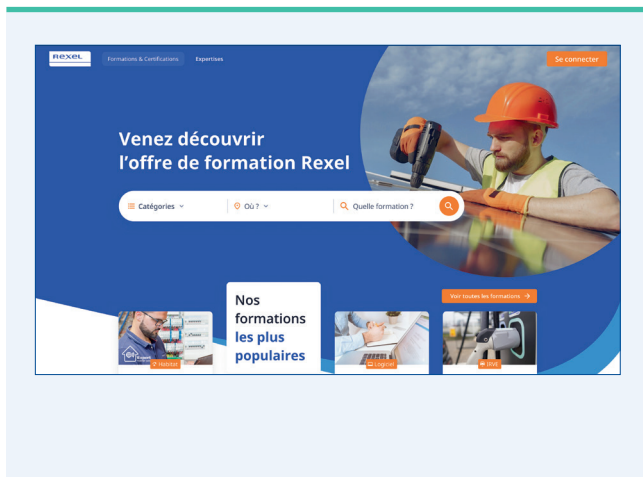 Rexel
Formations & Certifications
Expertises
Se connecter
Venez découvrir
l'offre de formation Rexel
Catégories
Où ?
Quelle formation ?
Voir toutes les formations
Nos
formations
les plus
populaires
Expert
Habitat
Logiciel
IRVE